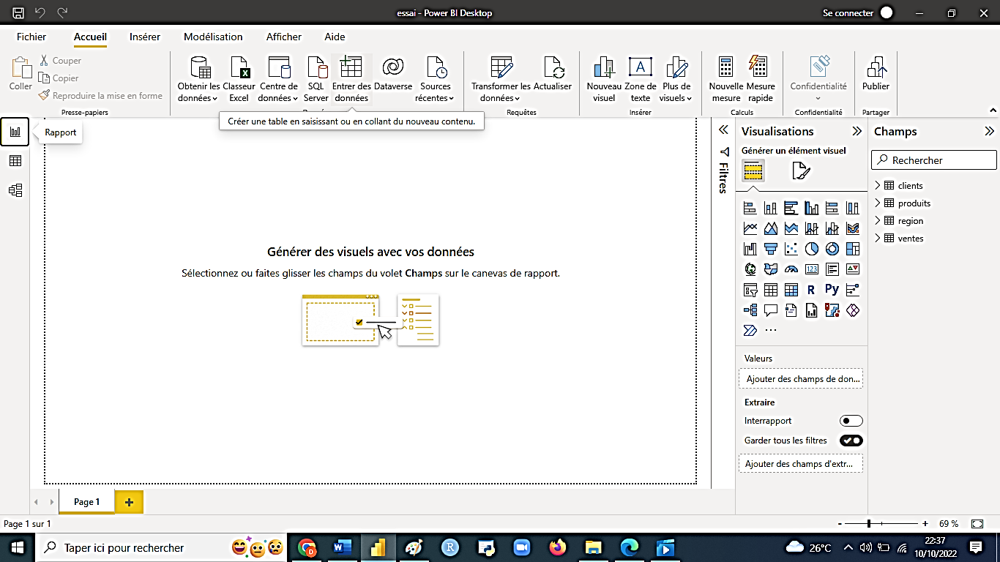 essai - Power BI Desktop
Se connecter
Fichier
Accueil
Insérer
Modélisation
Afficher
Aide
Coller
Couper
Copier
Reproduire la mise en forme
Presse-papiers
Obtenir les données
Classeur Excel
Centre de données
SQL Server
Entrer des données
Dataverse
Sources récentes
Transformer les données
Actualiser
Requêtes
Nouveau visuel
Zone de texte
Plus de visuels
Insérer
Nouvelle mesure
Mesure rapide
Calculs
Confidentialité
Confidentialité
Publier
Partager
Créer une table en saisissant ou en collant du nouveau contenu.
Rapport
Générer des visuels avec vos données
Sélectionnez ou faites glisser les champs du volet Champs sur le canevas de rapport.
Filtres
Visualisations
Générer un élément visuel
123
R
Py
Valeurs
Ajouter des champs de don...
Extraire
Interrapport
Garder tous les filtres
Ajouter des champs d'extr...
Champs
Rechercher
clients
produits
region
ventes
Page 1
Page 1 sur 1
69 %
Taper ici pour rechercher
26°C
22:37
10/10/2022